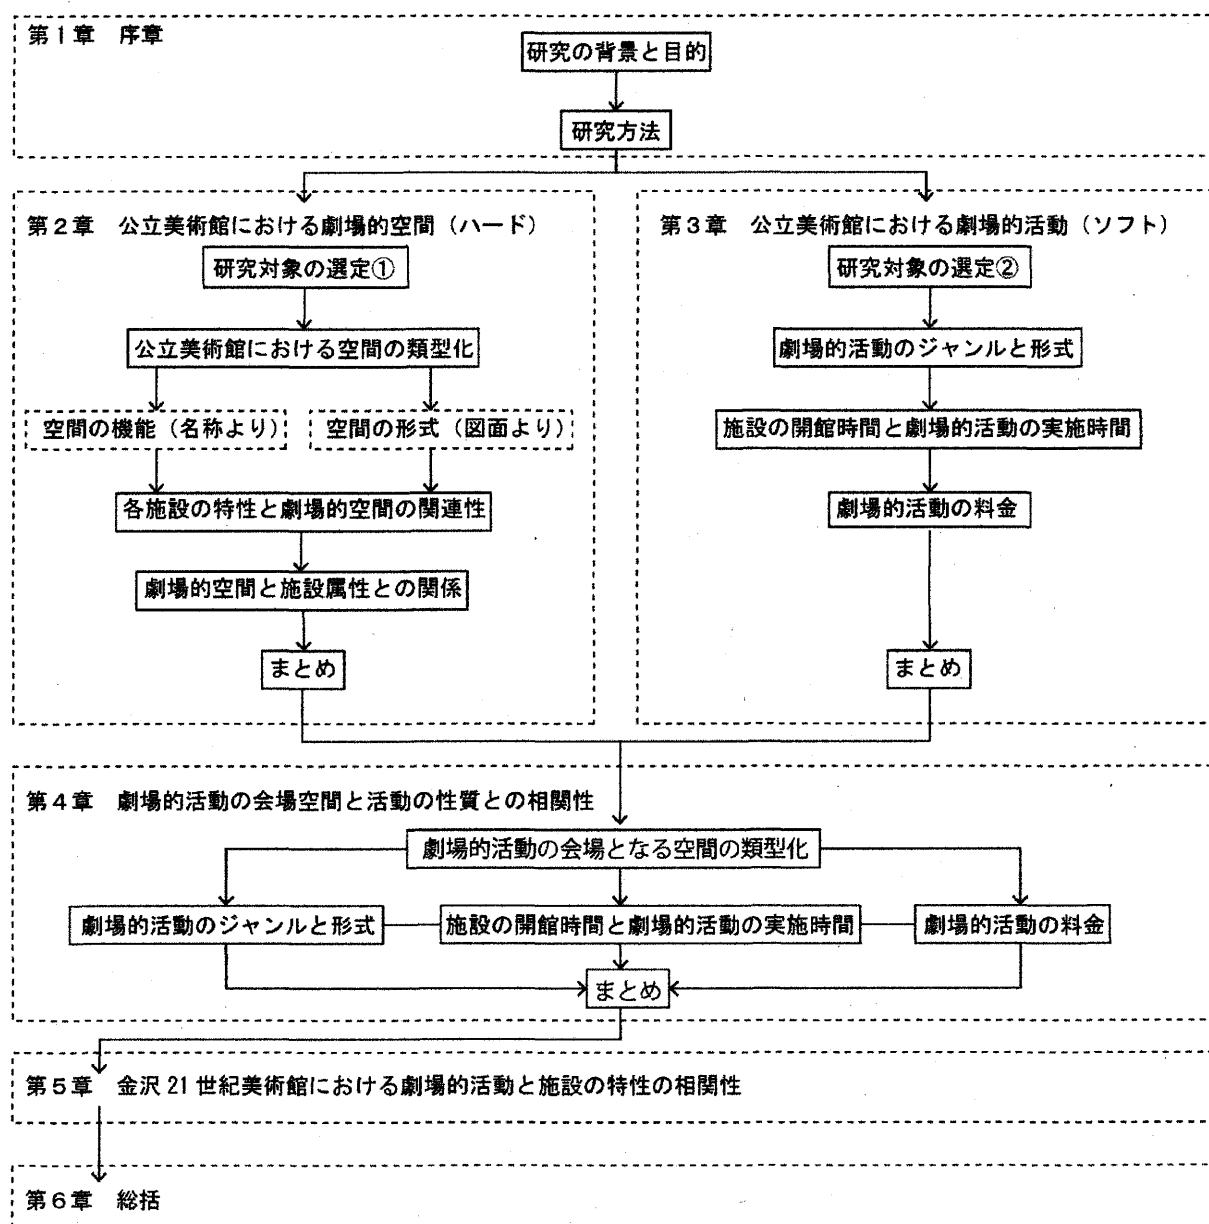 第1章 序章
研究の背景と目的
研究方法
第2章 公立美術館における劇場的空間（ハード）
研究対象の選定①
公立美術館における空間の類型化
空間の機能（名称より）
空間の形式（図面より）
各施設の特性と劇場的空間の関連性
劇場的空間と施設属性との関係
まとめ
第3章 公立美術館における劇場的活動（ソフト）
研究対象の選定②
劇場的活動のジャンルと形式
施設の開館時間と劇場的活動の実施時間
劇場的活動の料金
まとめ
第4章 劇場的活動の会場空間と活動の性質との相関性
劇場的活動の会場となる空間の類型化
劇場的活動のジャンルと形式
施設の開館時間と劇場的活動の実施時間
劇場的活動の料金
まとめ
第5章 金沢21世紀美術館における劇場的活動と施設の特性の相関性
第6章 総括